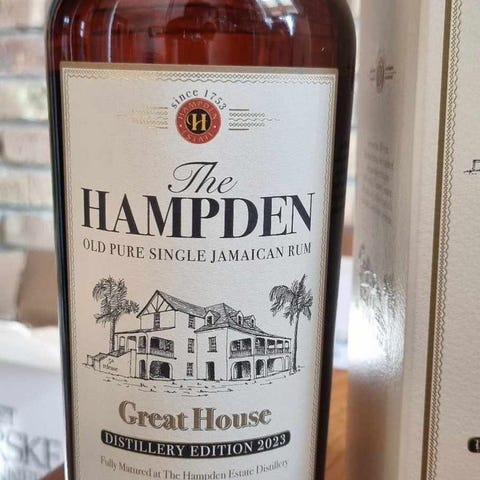 since 1753
HAMPDEN
H
ESTATE
The
HAMPDEN
OLD PURE SINGLE JAMAICAN RUM
Great House
DISTILLERY EDITION 2023
Fully Matured at The Hampden Estate Distillery
SKE